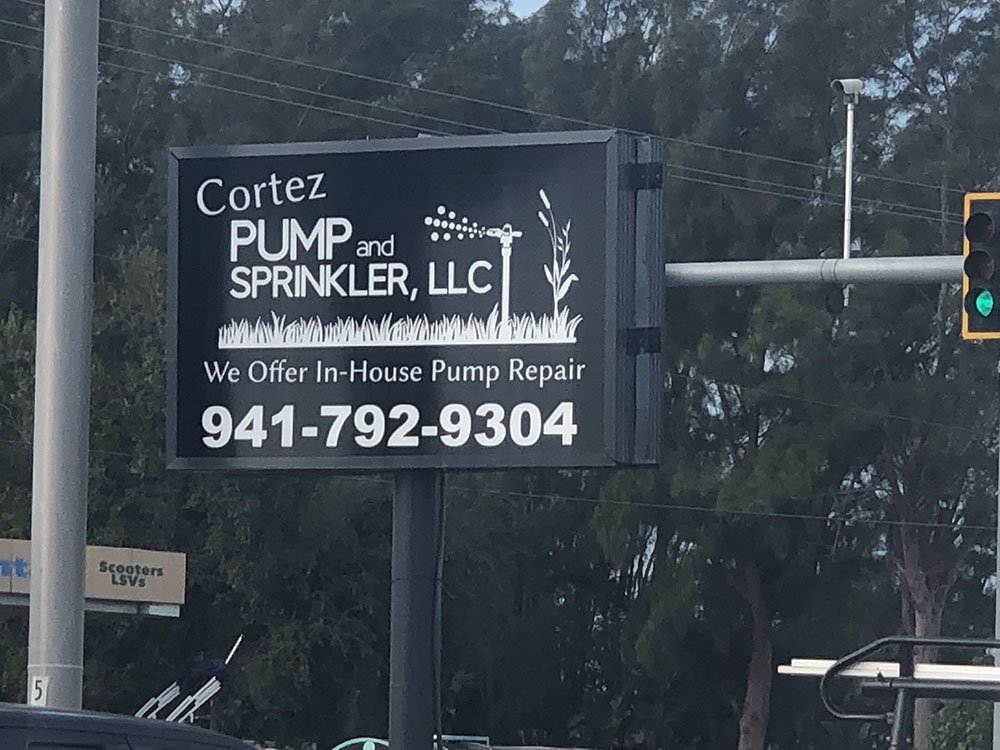 Cortez
PUMP and
SPRINKLER, LLC
We Offer In-House Pump Repair
941-792-9304
Scooters
LSVs
5